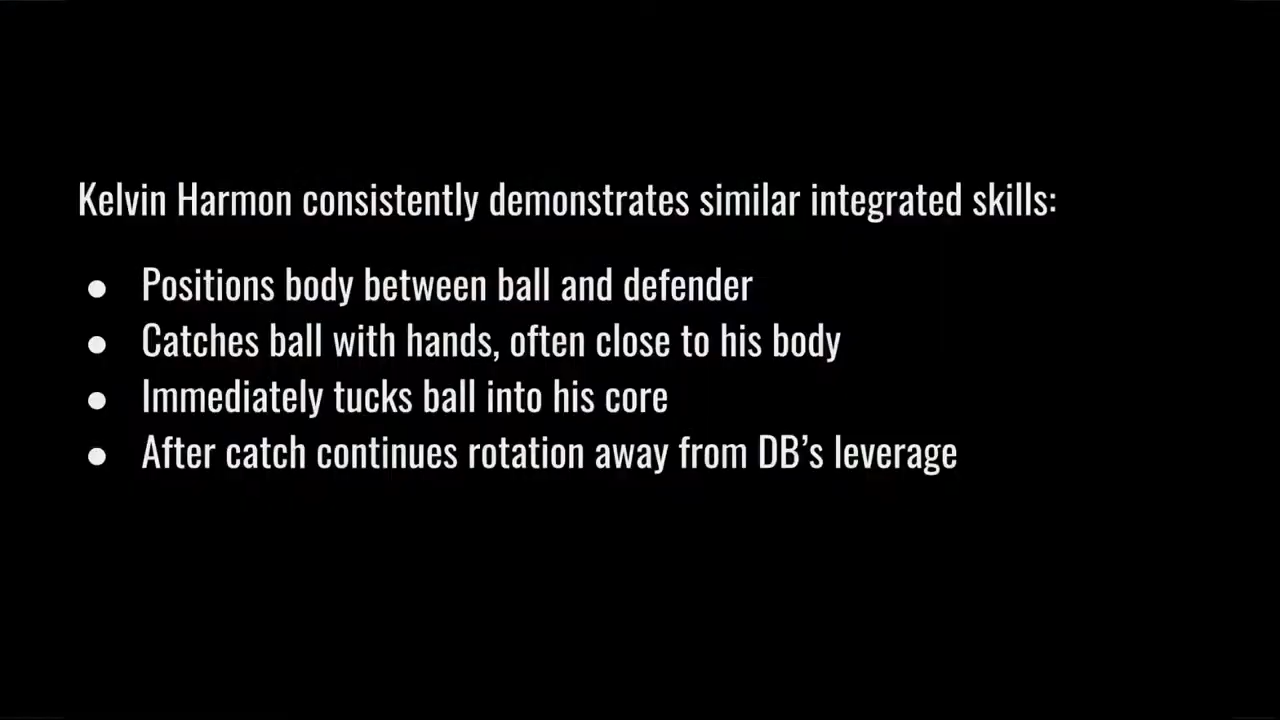 Kelvin Harmon consistently demonstrates similar integrated skills:
● Positions body between ball and defender
● Catches ball with hands, often close to his body
● Immediately tucks ball into his core
● After catch continues rotation away from DB’s leverage